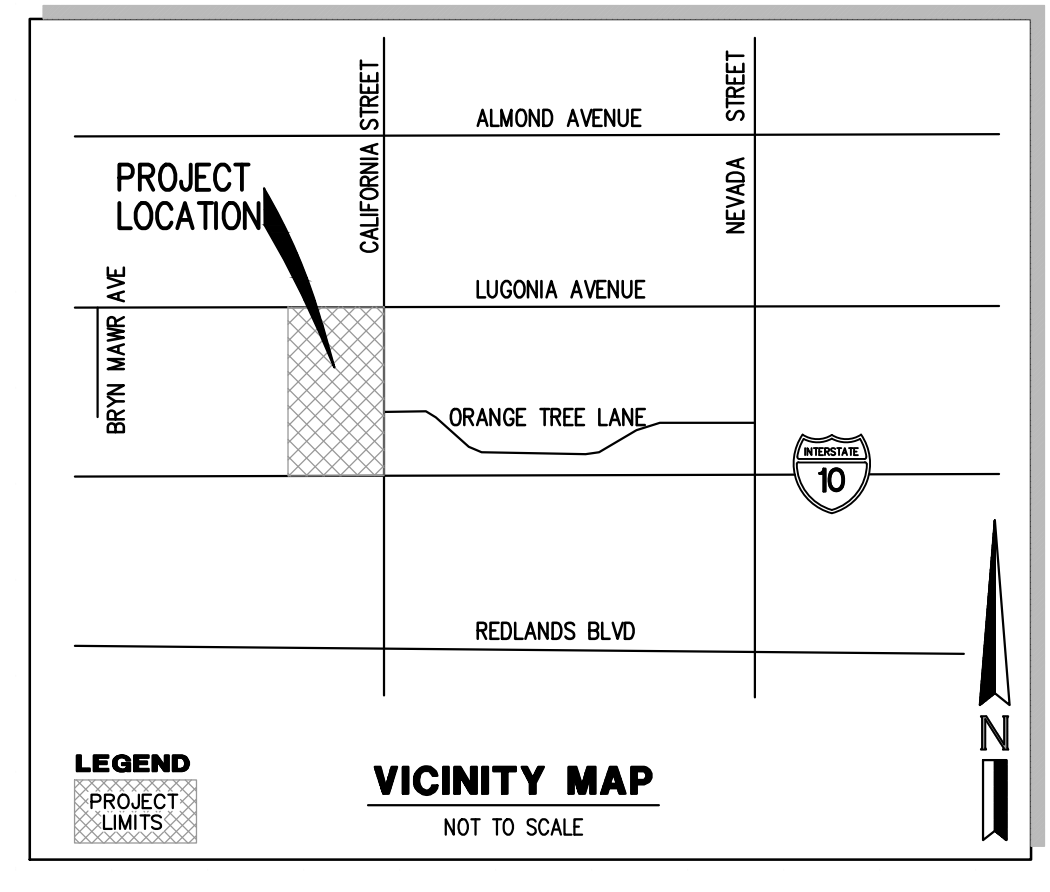 CALIFORNIA STREET
NEVADA STREET
ALMOND AVENUE
PROJECT
LOCATION
BRYN MAWR AVE
LUGONIA AVENUE
ORANGE TREE LANE
INTERSTATE
10
REDLANDS BLVD
N
LEGEND
PROJECT
LIMITS
VICINITY MAP
NOT TO SCALE